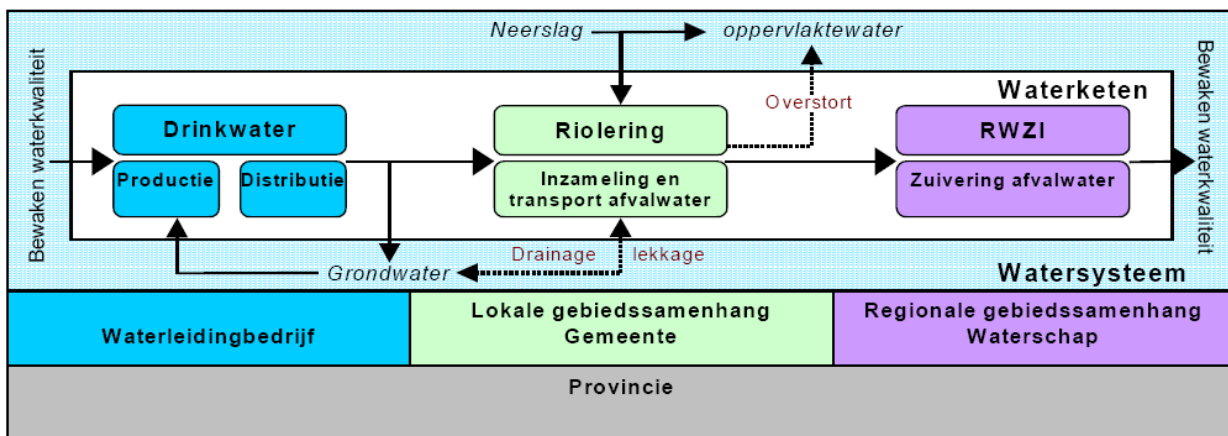 Neerslag
oppervlaktewater
Bewaken waterkwaliteit
Bewaken waterkwaliteit
Waterketen
Overstort
Drinkwater
Riolering
RWZI
Productie
Distributie
Inzameling en
transport afvalwater
Zuivering afvalwater
Drainage
lekkage
Grondwater
Watersysteem
Waterleidingbedrijf
Lokale gebiedssamenhang
Gemeente
Regionale gebiedssamenhang
Waterschap
Provincie